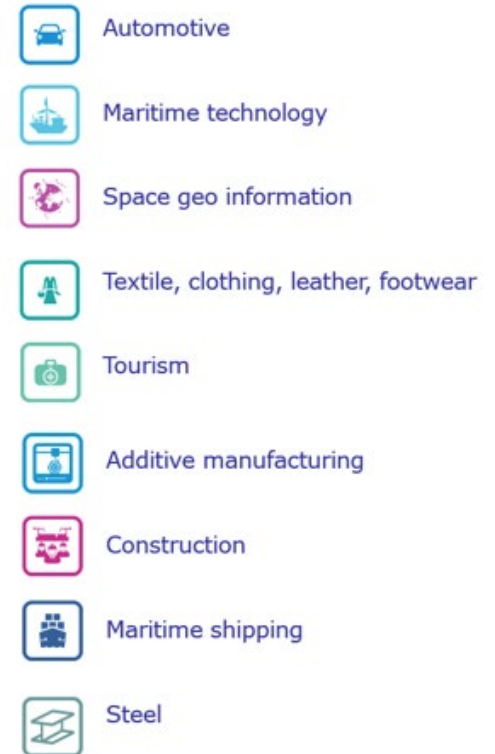 Automotive
Maritime technology
Space geo information
Textile, clothing, leather, footwear
Tourism
Additive manufacturing
Construction
Maritime shipping
Steel